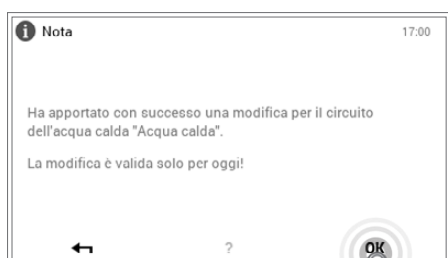 i Nota 17:00
Ha apportato con successo una modifica per il circuito
dell'acqua calda "Acqua calda".
La modifica è valida solo per oggi!
? OK